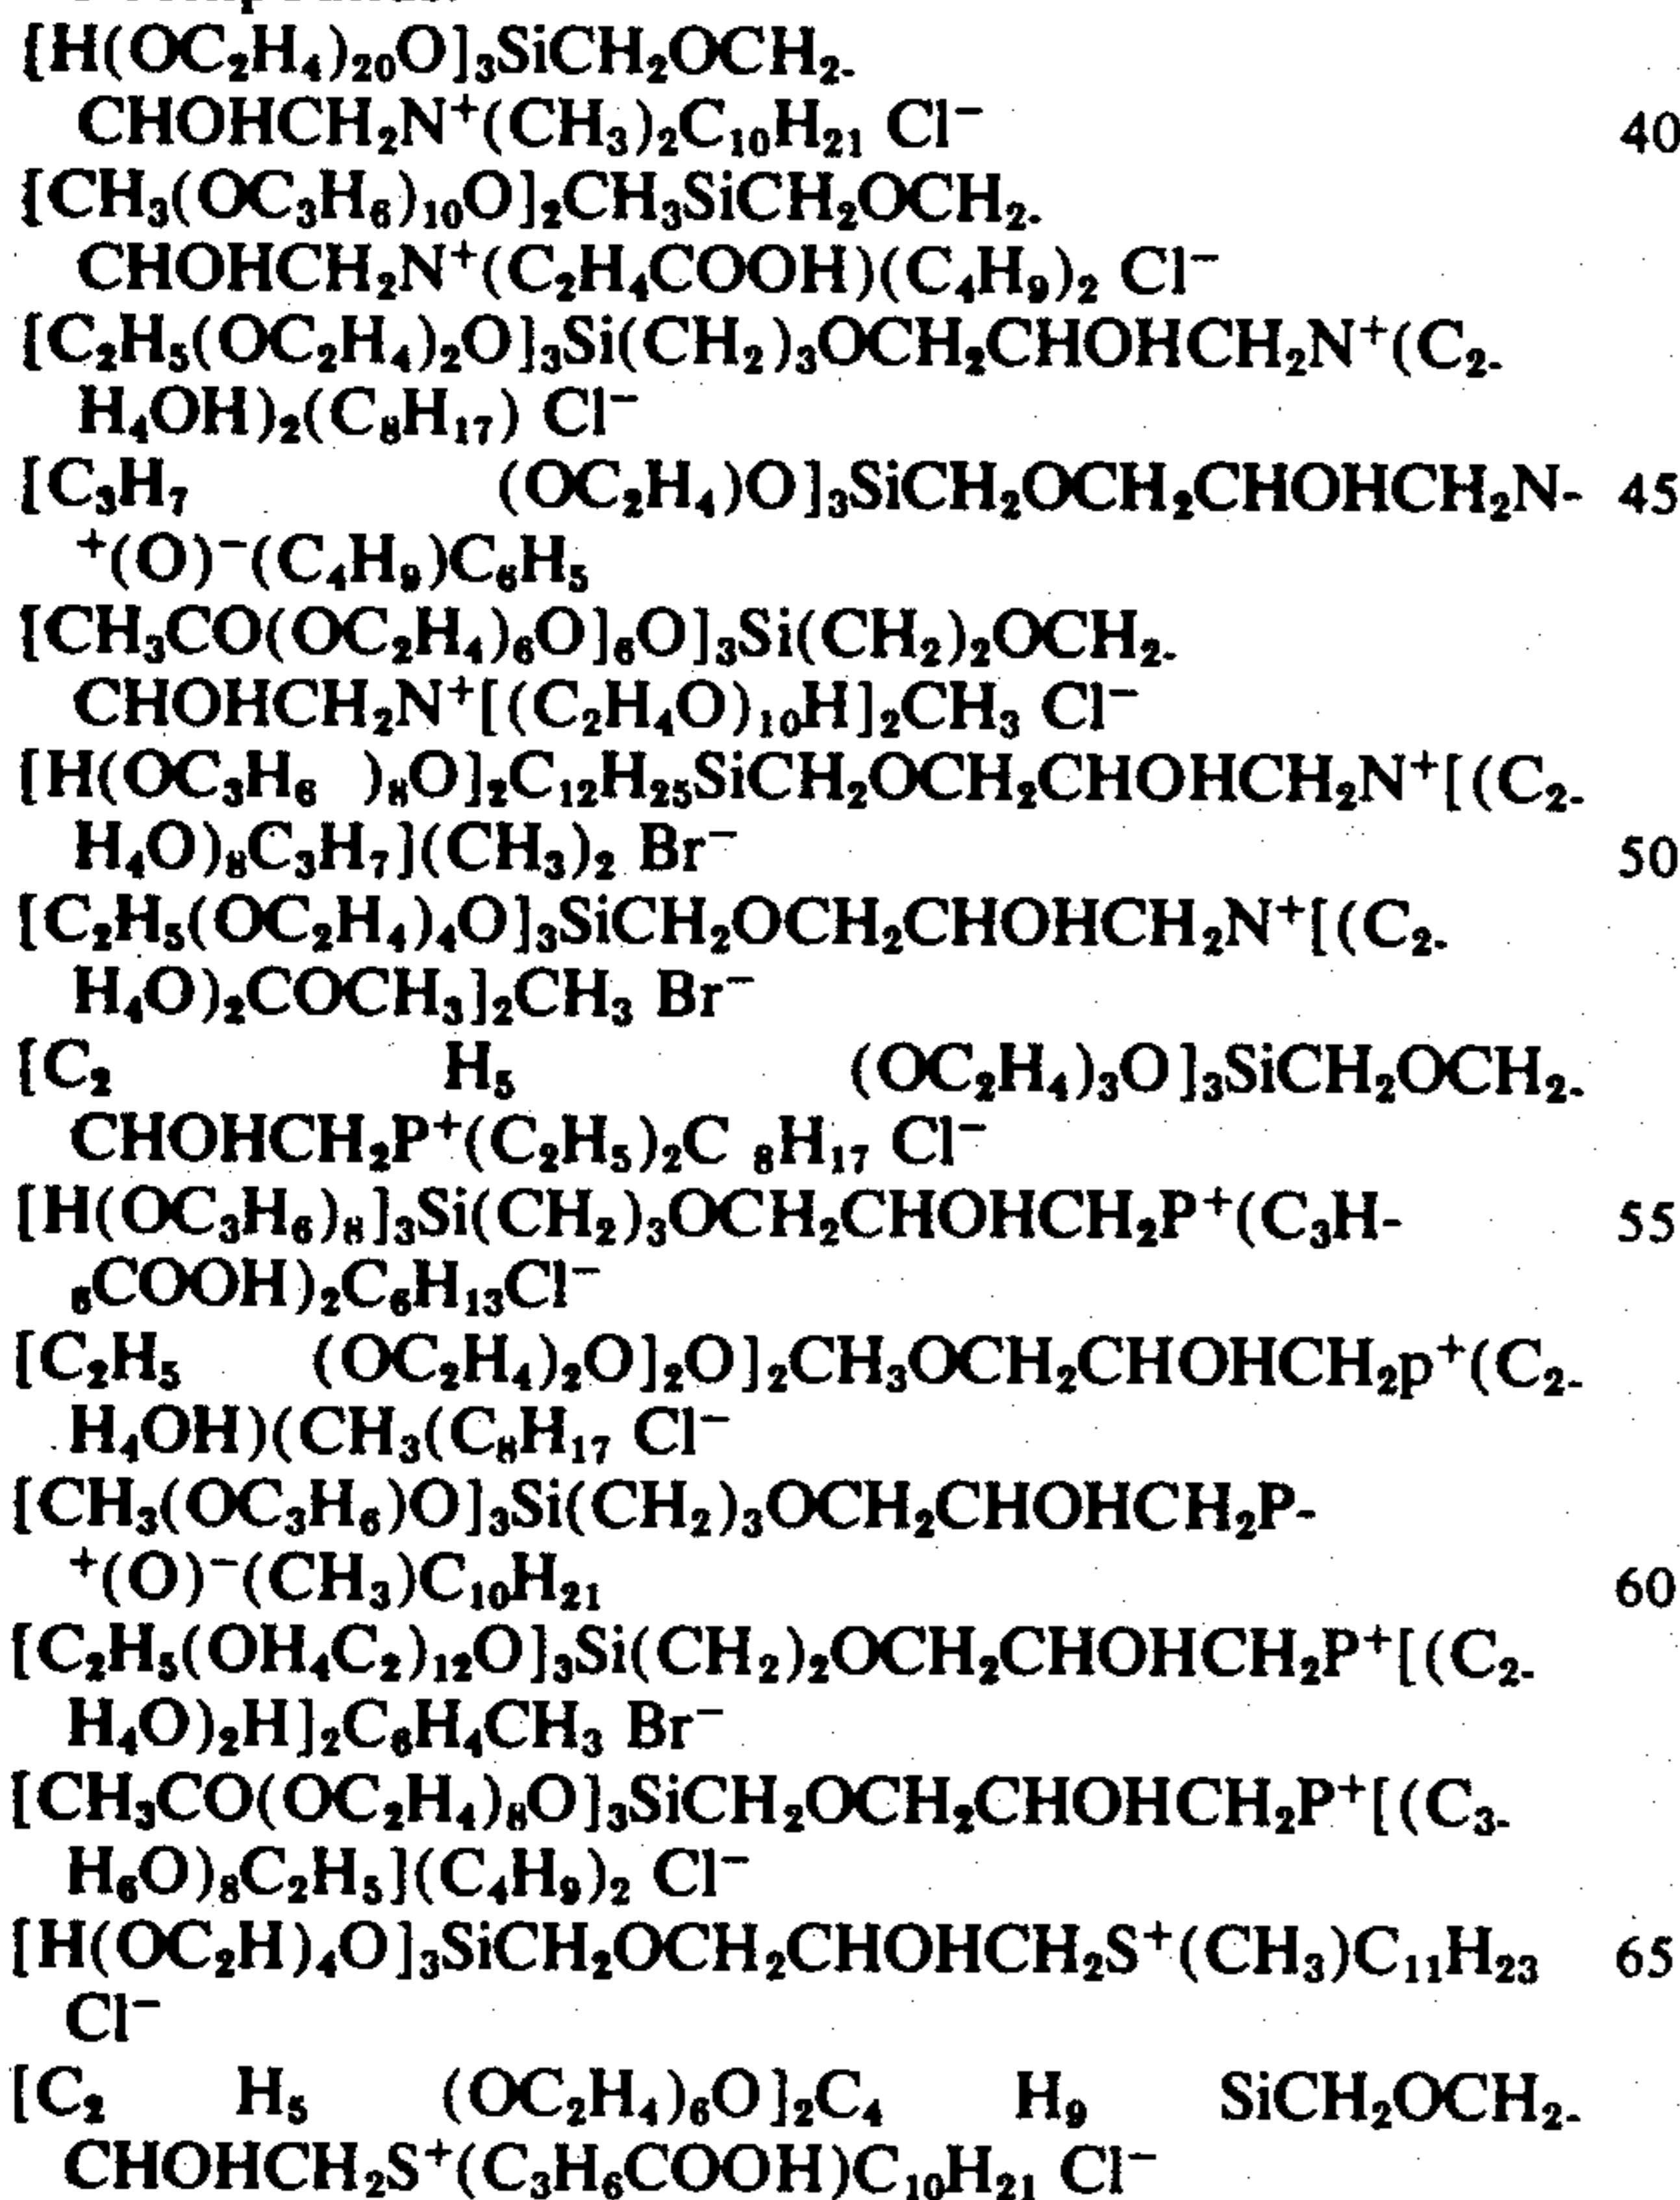 [H(OC₂H₄)₂₀O]₃SiCH₂OCH₂-
CHOHCH₂N⁺(CH₃)₂C₁₀H₂₁ Cl⁻ 40
[CH₃(OC₃H₆)₁₀O]₂CH₃SiCH₂OCH₂-
CHOHCH₂N⁺(C₂H₄COOH)(C₄H₉)₂ Cl⁻
[C₂H₅(OC₂H₄)₂O]₃Si(CH₂)₃OCH₂CHOHCH₂N⁺(C₂-
H₄OH)₂(C₈H₁₇) Cl⁻
[C₃H₇ (OC₂H₄)O]₃SiCH₂OCH₂CHOHCH₂N- 45
⁺(O)⁻(C₄H₉)C₆H₅
[CH₃CO(OC₂H₄)₆O]₆O]₃Si(CH₂)₂OCH₂-
CHOHCH₂N⁺[(C₂H₄O)₁₀H]₂CH₃ Cl⁻
[H(OC₃H₆ )₈O]₂C₁₂H₂₅SiCH₂OCH₂CHOHCH₂N⁺[(C₂-
H₄O)₈C₃H₇](CH₃)₂ Br⁻ 50
[C₂H₅(OC₂H₄)₄O]₃SiCH₂OCH₂CHOHCH₂N⁺[(C₂-
H₄O)₂COCH₃]₂CH₃ Br⁻
[C₂ H₅ (OC₂H₄)₃O]₃SiCH₂OCH₂-
CHOHCH₂P⁺(C₂H₅)₂C ₈H₁₇ Cl⁻
[H(OC₃H₆)₈]₃Si(CH₂)₃OCH₂CHOHCH₂P⁺(C₃H- 55
₆COOH)₂C₆H₁₃Cl⁻
[C₂H₅ (OC₂H₄)₂O]₂O]₂CH₃OCH₂CHOHCH₂p⁺(C₂-
H₄OH)(CH₃(C₈H₁₇ Cl⁻
[CH₃(OC₃H₆)O]₃Si(CH₂)₃OCH₂CHOHCH₂P-
⁺(O)⁻(CH₃)C₁₀H₂₁ 60
[C₂H₅(OH₄C₂)₁₂O]₃Si(CH₂)₂OCH₂CHOHCH₂P⁺[(C₂-
H₄O)₂H]₂C₆H₄CH₃ Br⁻
[CH₃CO(OC₂H₄)₈O]₃SiCH₂OCH₂CHOHCH₂P⁺[(C₃-
H₆O)₈C₂H₅](C₄H₉)₂ Cl⁻
[H(OC₂H)₄O]₃SiCH₂OCH₂CHOHCH₂S⁺(CH₃)C₁₁H₂₃ 65
Cl⁻
[C₂ H₅ (OC₂H₄)₆O]₂C₄ H₉ SiCH₂OCH₂-
CHOHCH₂S⁺(C₃H₆COOH)C₁₀H₂₁ Cl⁻